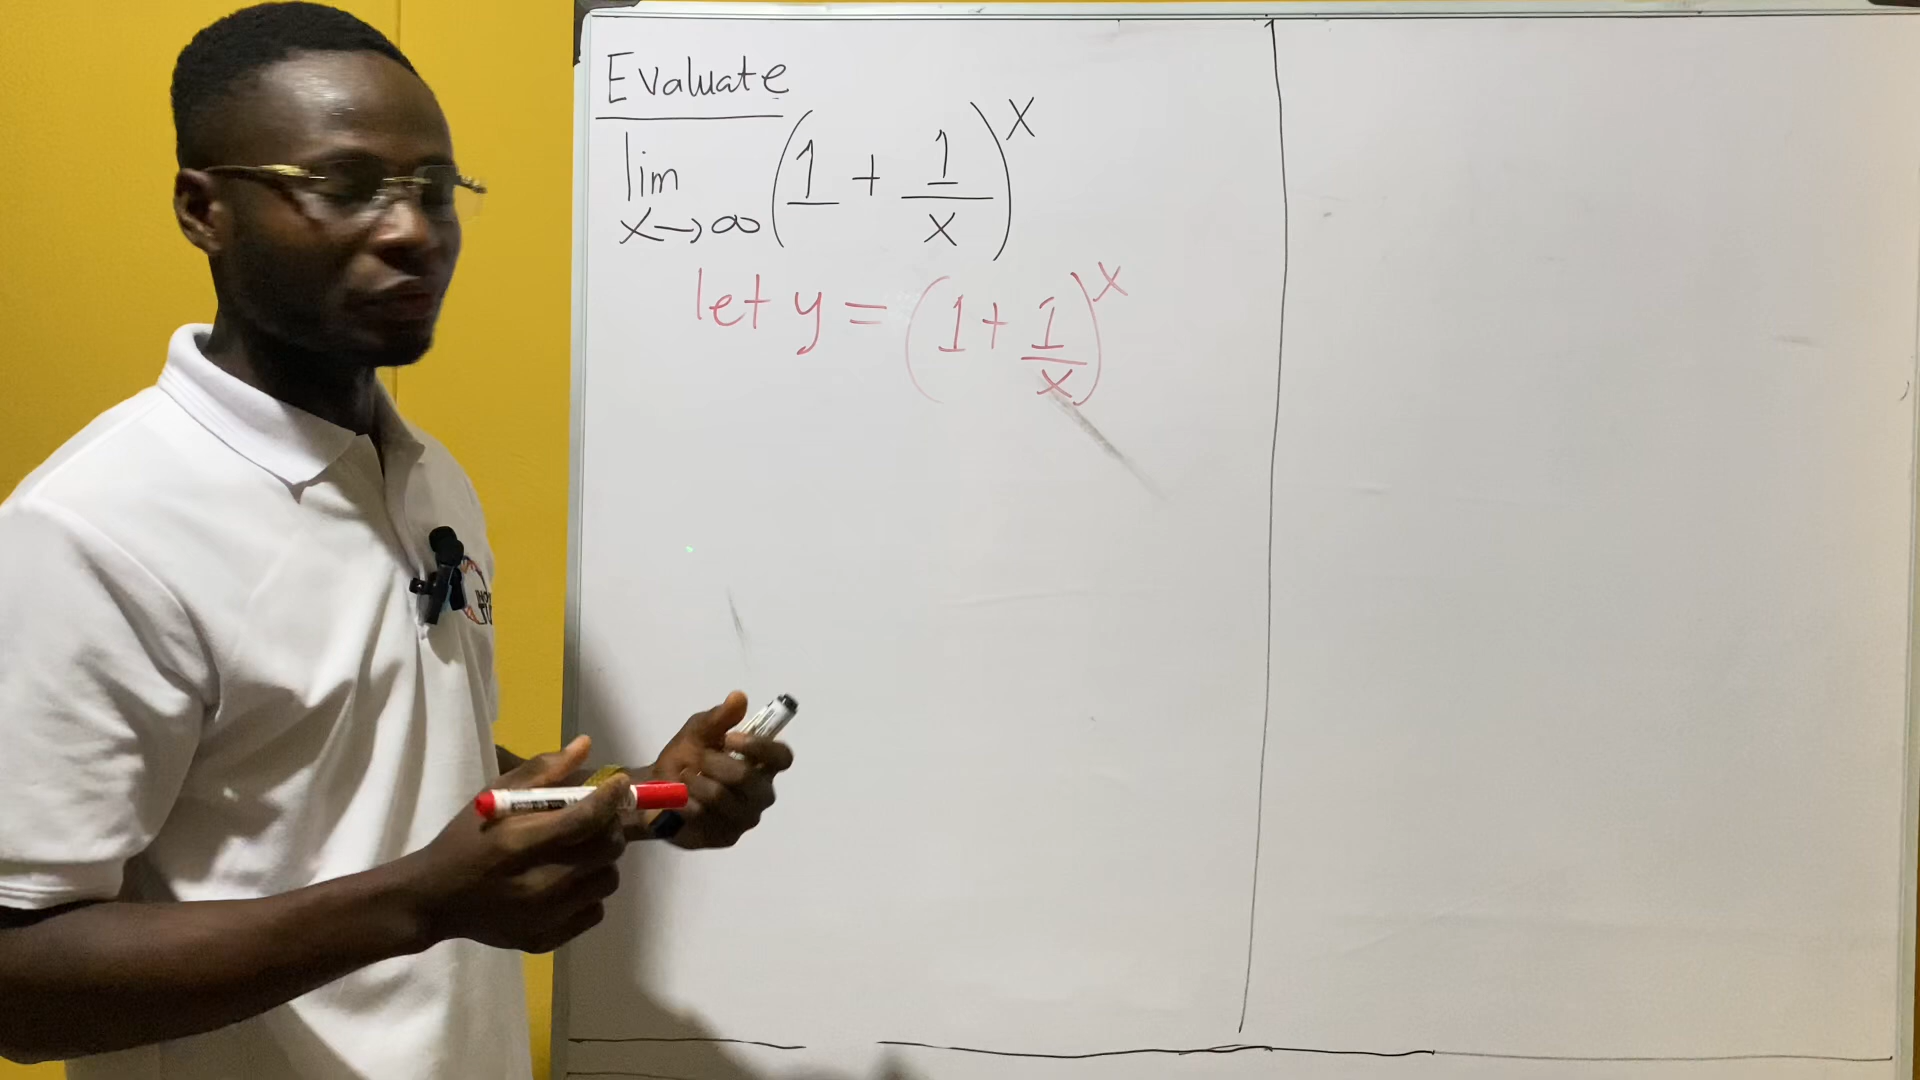 Evaluate
lim x→∞ (1 + 1/x)^x
let y = (1 + 1/x)^x